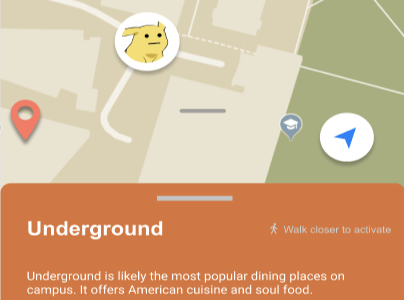 Underground
Walk closer to activate
Underground is likely the most popular dining places on
campus. It offers American cuisine and soul food.